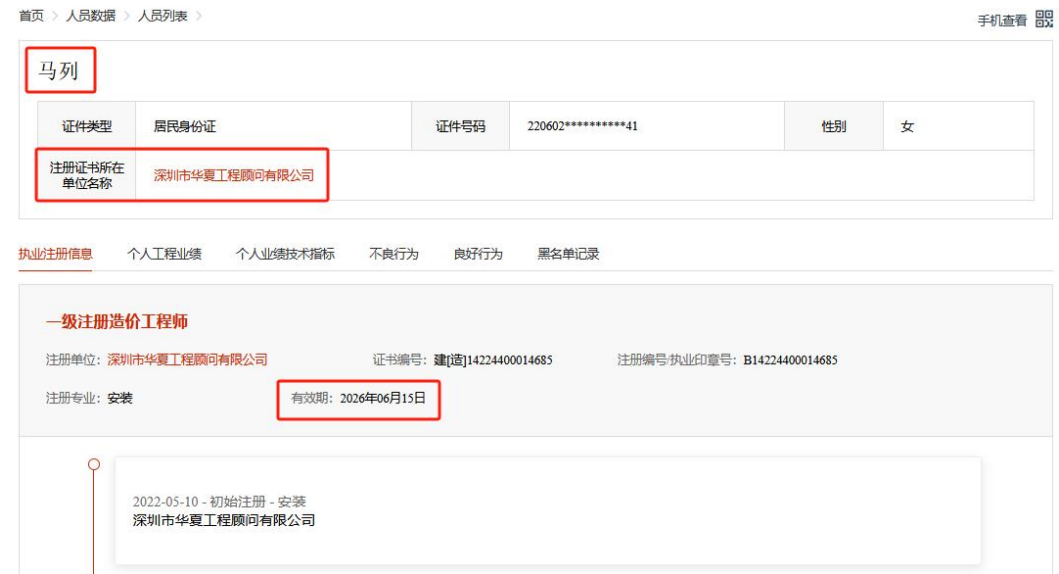 首页 > 人员数据 > 人员列表 >
手机查看
马列
证件类型 居民身份证 证件号码 220602**********41 性别 女
注册证书所在
单位名称
深圳市华夏工程顾问有限公司
执业注册信息 个人工程业绩 个人业绩技术指标 不良行为 良好行为 黑名单记录
一级注册造价工程师
注册单位：深圳市华夏工程顾问有限公司 证书编号：建[造]14224400014685 注册编号/执业印章号：B14224400014685
注册专业：安装 有效期：2026年06月15日
2022-05-10 - 初始注册 - 安装
深圳市华夏工程顾问有限公司